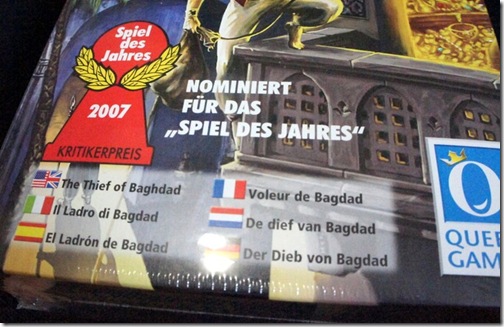 Spiel
des
Jahres
2007
KRITIKERPREIS
NOMINIERT
FÜR DAS
„SPIEL DES JAHRES“
The Thief of Baghdad
Il Ladro di Bagdad
El Ladrón de Bagdad
Voleur de Bagdad
De dief van Bagdad
Der Dieb von Bagdad
Q
QUEE
GAM